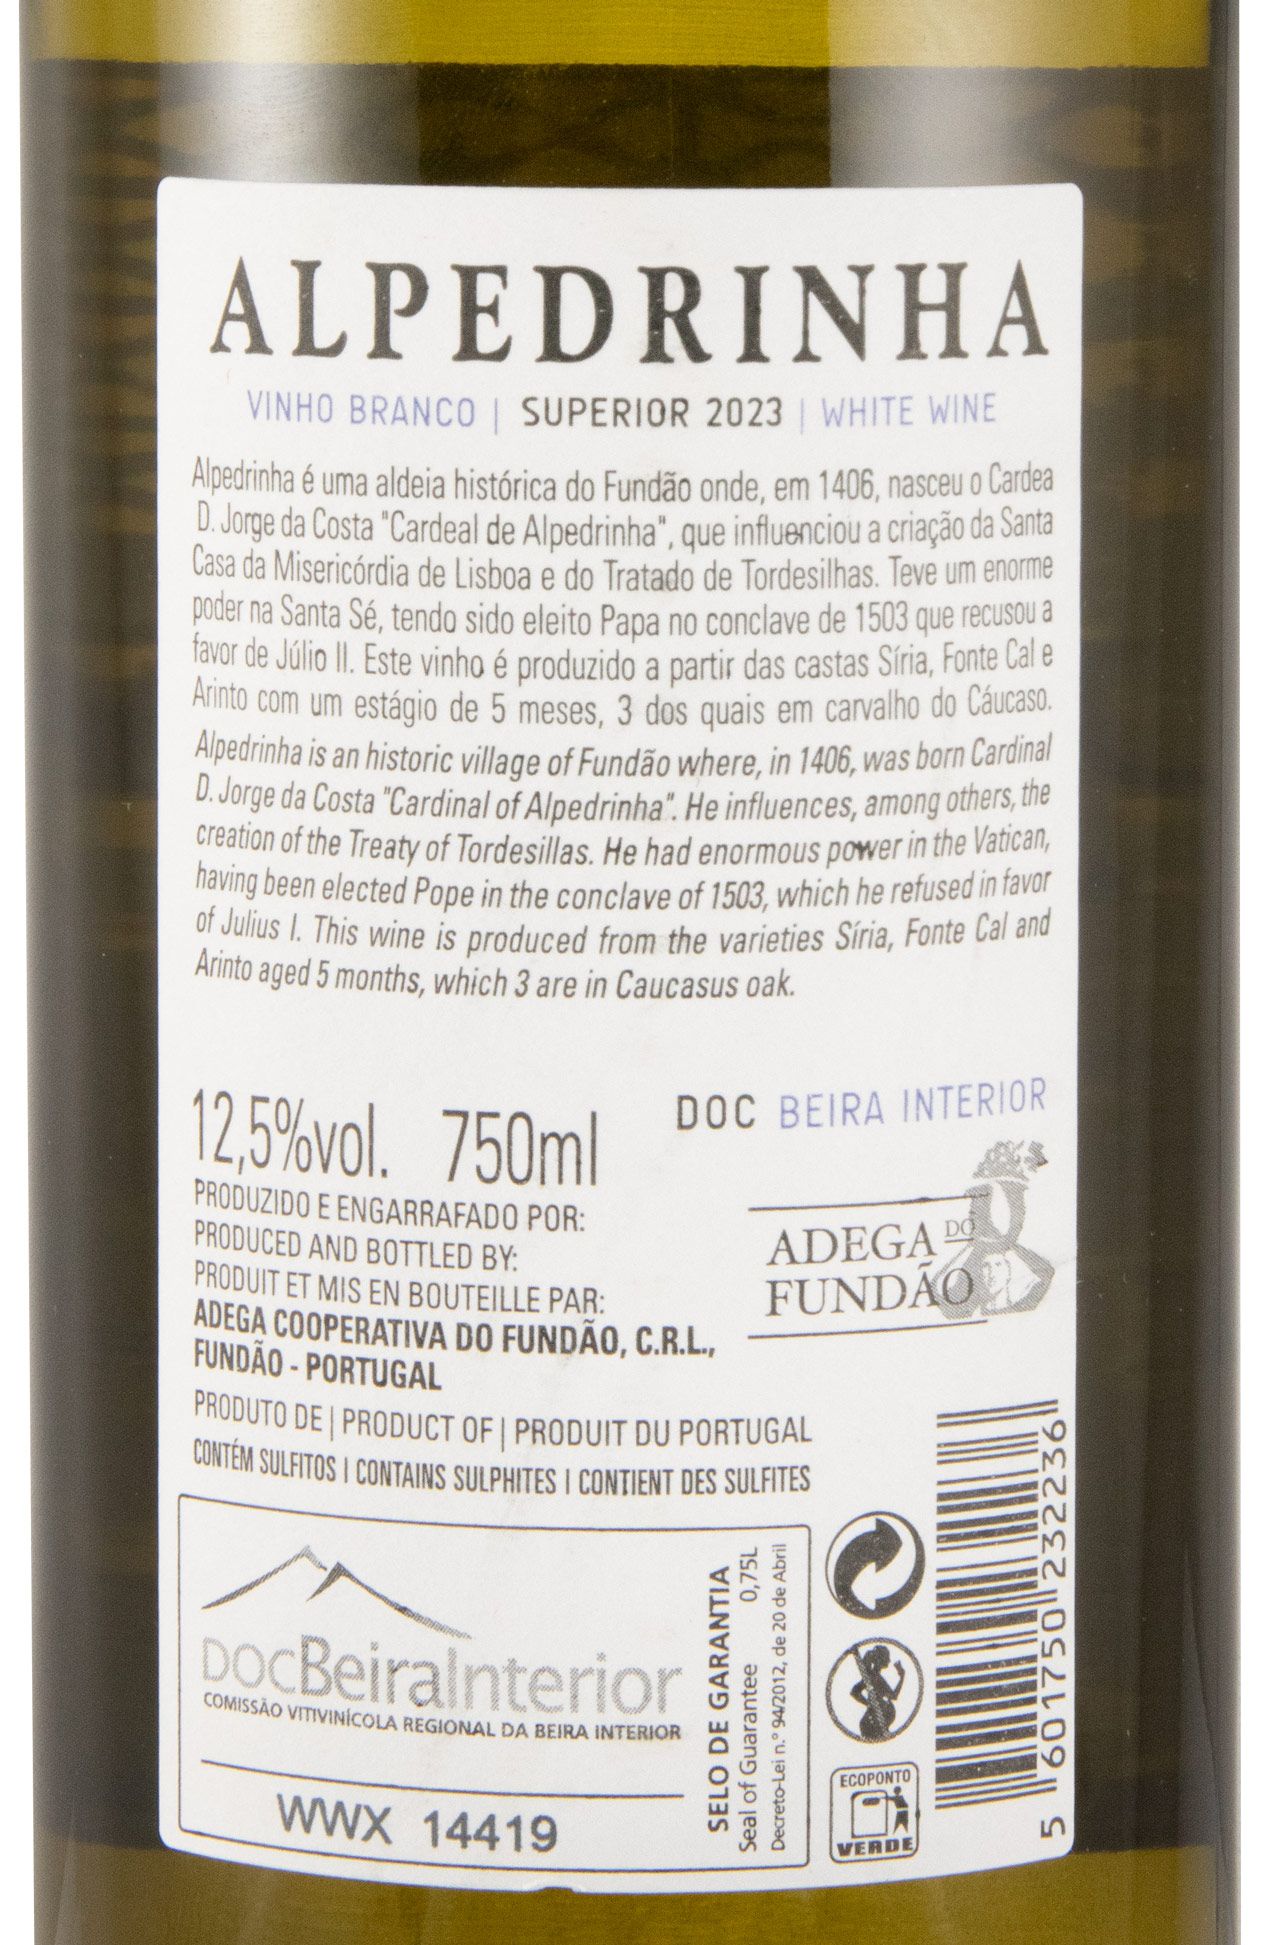 ALPEDRINHA
VINHO BRANCO | SUPERIOR 2023 | WHITE WINE
Alpedrinha é uma aldeia histórica do Fundão onde, em 1406, nasceu o Cardea
D. Jorge da Costa "Cardeal de Alpedrinha", que influenciou a criação da Santa
Casa da Misericórdia de Lisboa e do Tratado de Tordesilhas. Teve um enorme
poder na Santa Sé, tendo sido eleito Papa no conclave de 1503 que recusou a
favor de Júlio II. Este vinho é produzido a partir das castas Síria, Fonte Cal e
Arinto com um estágio de 5 meses, 3 dos quais em carvalho do Cáucaso.
Alpedrinha is an historic village of Fundão where, in 1406, was born Cardinal
D. Jorge da Costa "Cardinal of Alpedrinha". He influences, among others, the
creation of the Treaty of Tordesillas. He had enormous power in the Vatican,
having been elected Pope in the conclave of 1503, which he refused in favor
of Julius I. This wine is produced from the varieties Síria, Fonte Cal and
Arinto aged 5 months, which 3 are in Caucasus oak.
12,5%vol. 750ml
DOC BEIRA INTERIOR
PRODUZIDO E ENGARRAFADO POR:
PRODUCED AND BOTTLED BY:
PRODUIT ET MIS EN BOUTEILLE PAR:
ADEGA COOPERATIVA DO FUNDÃO, C.R.L.,
FUNDÃO - PORTUGAL
ADEGA DO
FUNDÃO
PRODUTO DE | PRODUCT OF | PRODUIT DU PORTUGAL
CONTÉM SULFITOS I CONTAINS SULPHITES I CONTIENT DES SULFITES
DOCBeiraInterior
COMISSÃO VITIVINÍCOLA REGIONAL DA BEIRA INTERIOR
WWX 14419
SELO DE GARANTIA
Seal of Guarantee 0,75L
Decreto-Lei n.º 94/2012, de 20 de Abril
ECOPONTO
VERDE
5 601750 232236